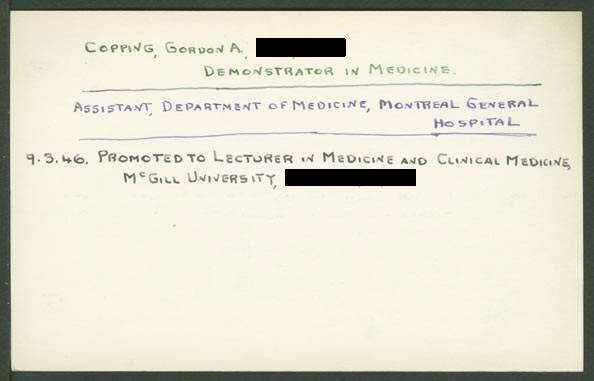 COPPING, GORDON A.,
DEMONSTRATOR IN MEDICINE.
ASSISTANT, DEPARTMENT OF MEDICINE, MONTREAL GENERAL
HOSPITAL
9.3.46. PROMOTED TO LECTURER IN MEDICINE AND CLINICAL MEDICINE,
McGILL UNIVERSITY,